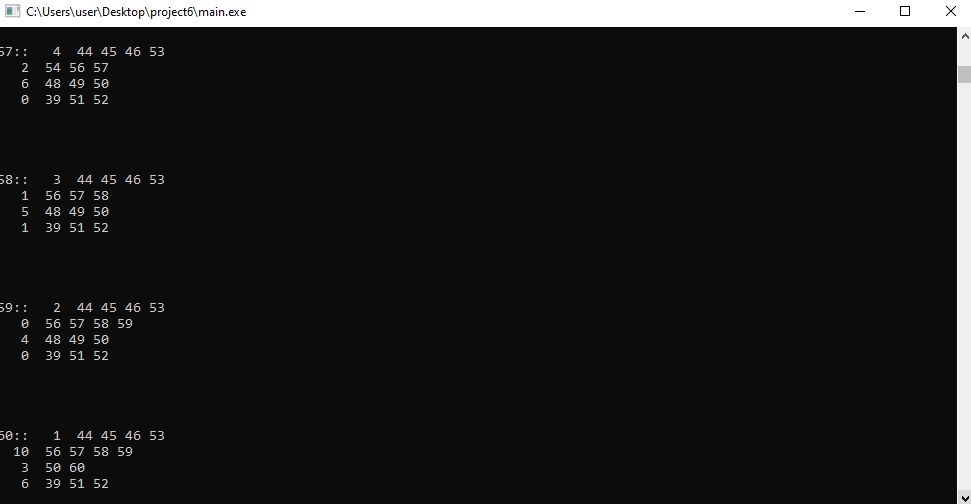 C:\Users\user\Desktop\project6\main.exe
57:: 4 44 45 46 53
2 54 56 57
6 48 49 50
0 39 51 52
58:: 3 44 45 46 53
1 56 57 58
5 48 49 50
1 39 51 52
59:: 2 44 45 46 53
0 56 57 58 59
4 48 49 50
0 39 51 52
60:: 1 44 45 46 53
10 56 57 58 59
3 50 60
6 39 51 52